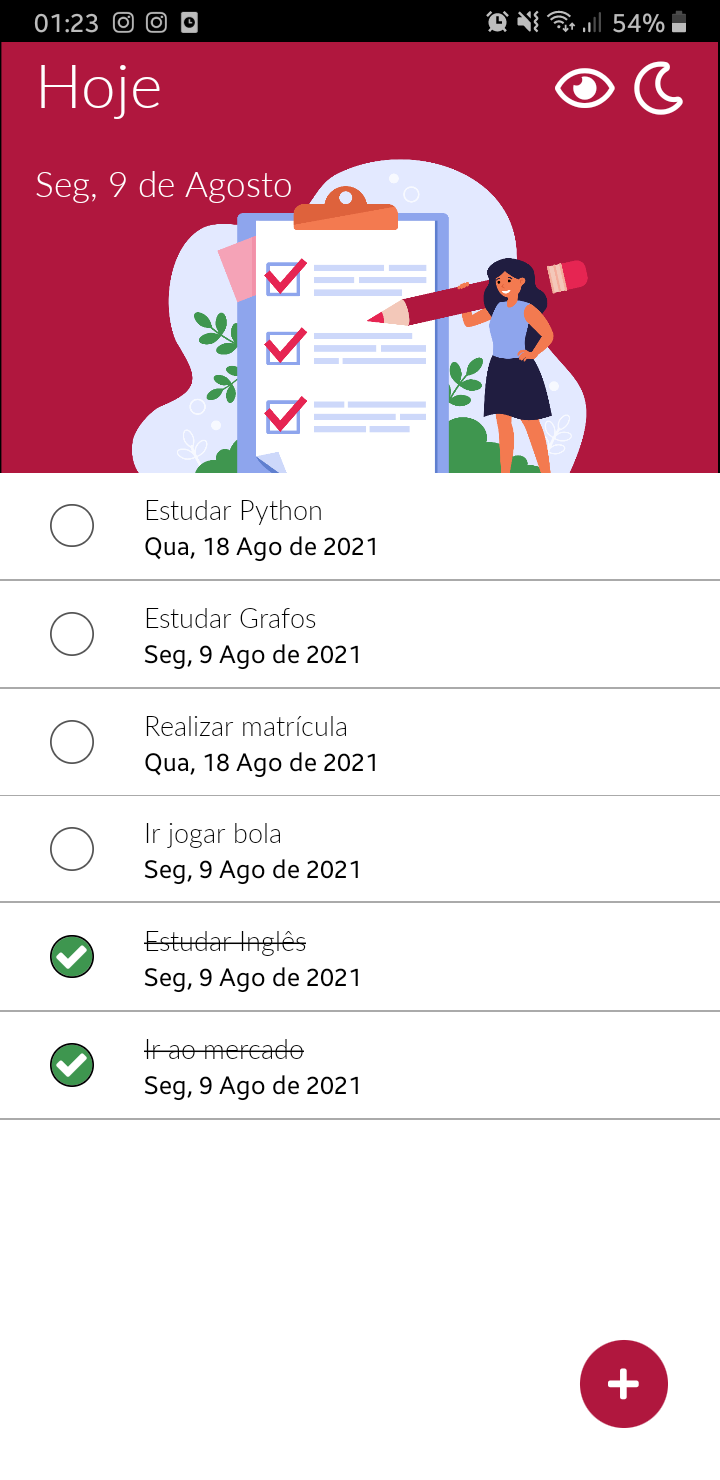 01:23 54%
Hoje
Seg, 9 de Agosto
Estudar Python
Qua, 18 Ago de 2021
Estudar Grafos
Seg, 9 Ago de 2021
Realizar matrícula
Qua, 18 Ago de 2021
Ir jogar bola
Seg, 9 Ago de 2021
Estudar Inglês
Seg, 9 Ago de 2021
Ir ao mercado
Seg, 9 Ago de 2021